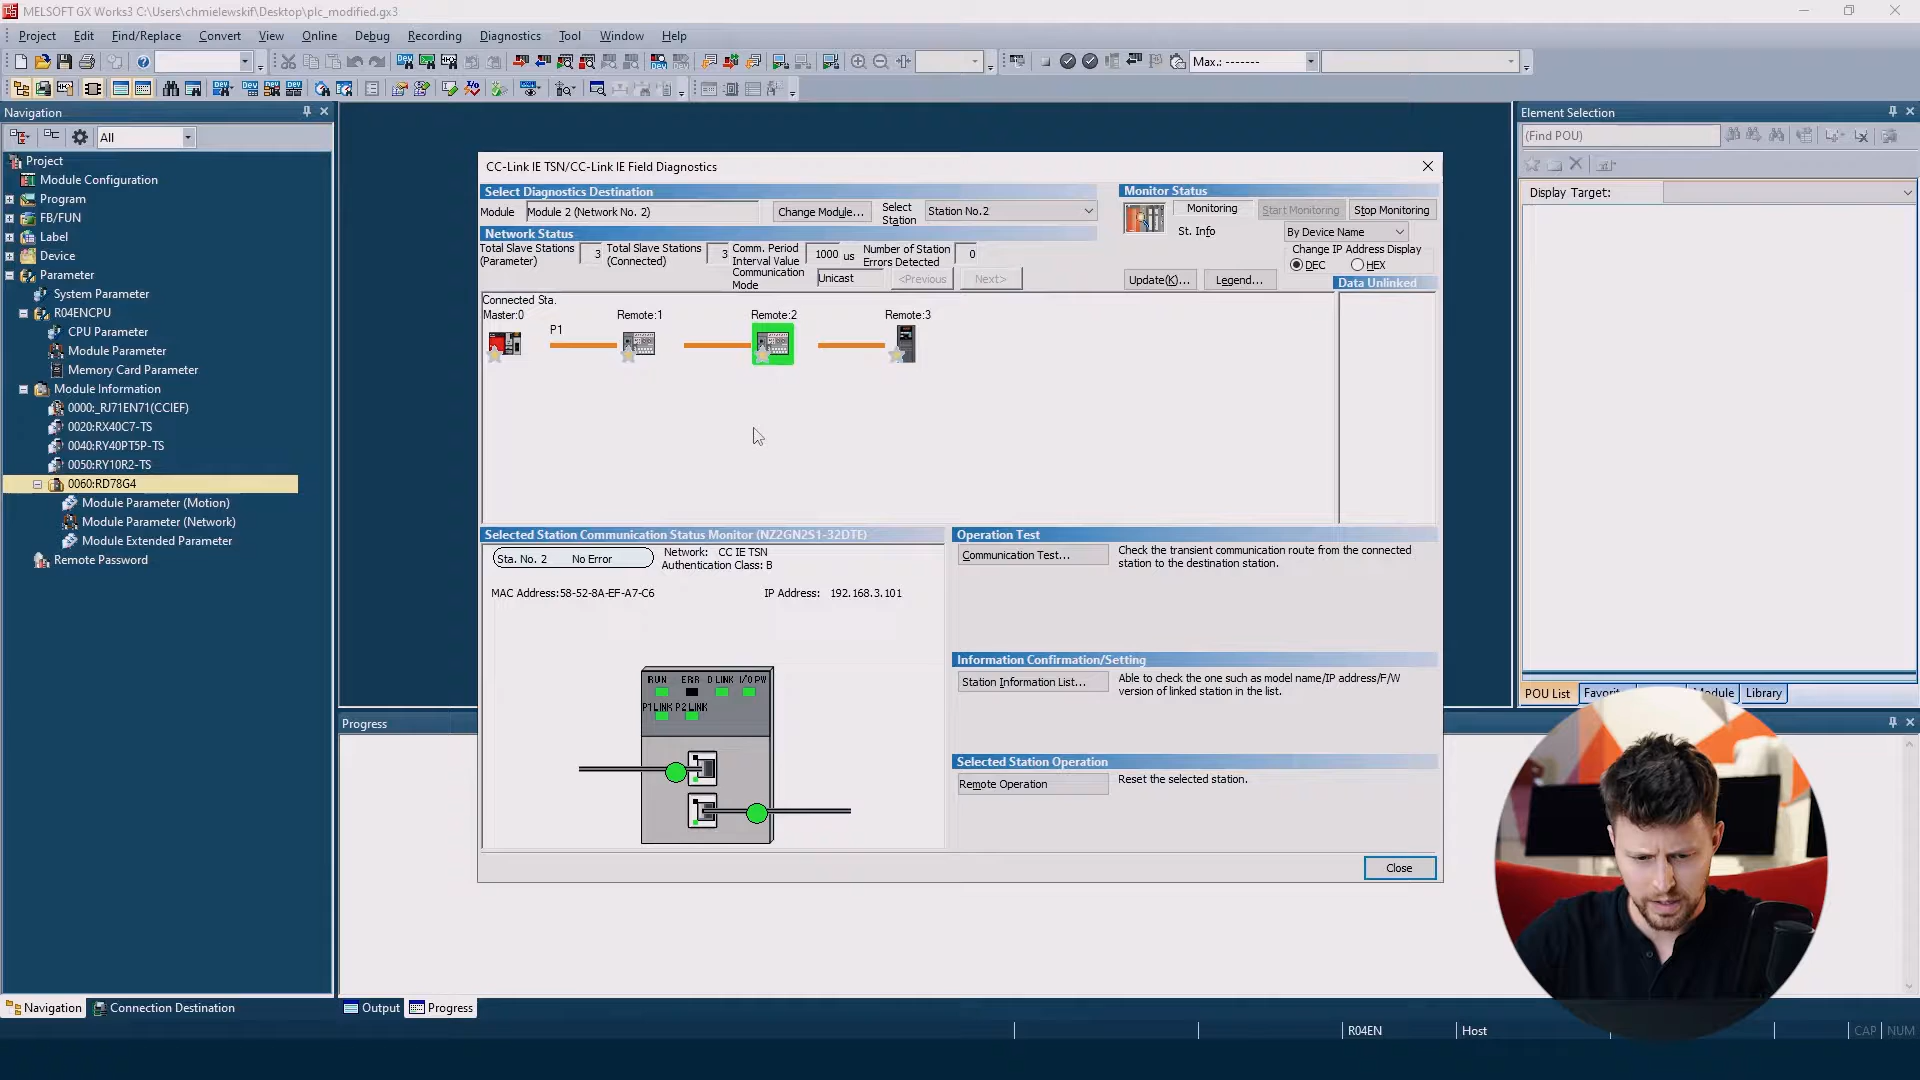 MELSOFT GX Works3 C:\Users\chmielewskif\Desktop\plc_modified.gx3
Project Edit Find/Replace Convert View Online Debug Recording Diagnostics Tool Window Help
Max.: -------
Navigation
All
Project
Module Configuration
Program
FB/FUN
Label
Device
Parameter
System Parameter
R04ENCPU
CPU Parameter
Module Parameter
Memory Card Parameter
Module Information
0000:_RJ71EN71(CCIEF)
0020:RX40C7-TS
0040:RY40PT5P-TS
0050:RY10R2-TS
0060:RD78G4
Module Parameter (Motion)
Module Parameter (Network)
Module Extended Parameter
Remote Password
Navigation Connection Destination
CC-Link IE TSN/CC-Link IE Field Diagnostics
Select Diagnostics Destination
Module Module 2 (Network No. 2) Change Module... Select Station Station No.2
Monitor Status
Monitoring Start Monitoring Stop Monitoring
St. Info By Device Name
Change IP Address Display
DEC HEX
Network Status
Total Slave Stations (Parameter) 3 Total Slave Stations (Connected) 3 Comm. Period Interval Value 1000 us Number of Station Errors Detected 0
Communication Mode Unicast <Previous Next>
Update(K)... Legend...
Data Unlinked
Connected Sta.
Master:0 Remote:1 Remote:2 Remote:3
P1
Selected Station Communication Status Monitor (NZ2GN2S1-32DTE)
Sta. No. 2 No Error
Network: CC IE TSN
Authentication Class: B
MAC Address:58-52-8A-EF-A7-C6 IP Address: 192.168.3.101
RUN ERR D LINK I/O PW
P1 LINK P2 LINK
Operation Test
Communication Test... Check the transient communication route from the connected
station to the destination station.
Information Confirmation/Setting
Station Information List... Able to check the one such as model name/IP address/F/W
version of linked station in the list.
Selected Station Operation
Remote Operation Reset the selected station.
Close
Element Selection
(Find POU)
Display Target:
POU List Library
Progress
Output Progress
R04EN Host CAP NUM